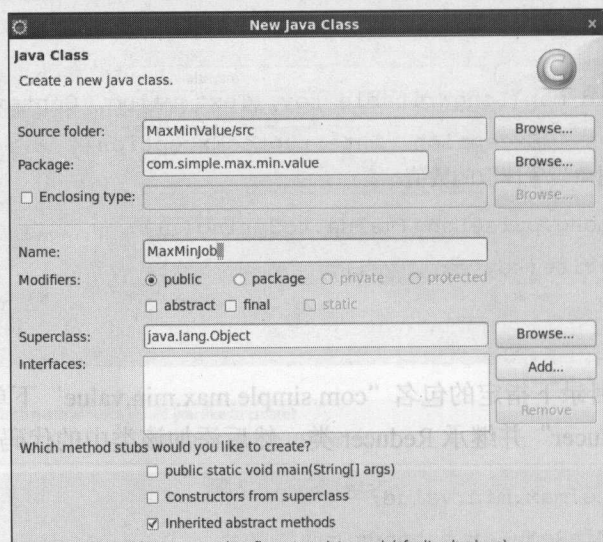 New Java Class
Java Class
Create a new Java class.
Source folder: MaxMinValue/src Browse...
Package: com.simple.max.min.value Browse...
Enclosing type: Browse...
Name: MaxMinJob
Modifiers: public package private protected
abstract final static
Superclass: java.lang.Object Browse...
Interfaces: Add...
Remove
Which method stubs would you like to create?
public static void main(String[] args)
Constructors from superclass
Inherited abstract methods